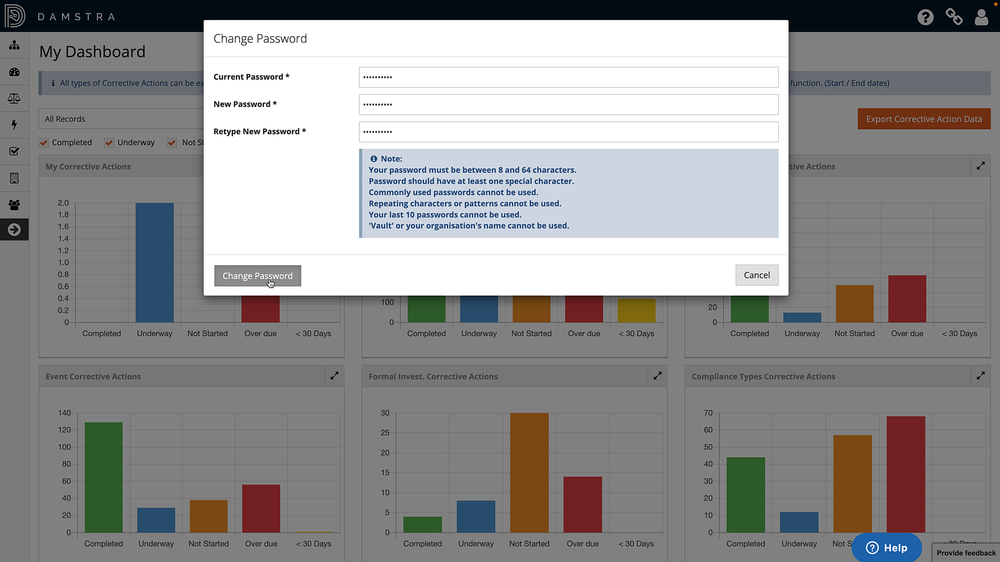 DAMSTRA
Change Password
My Dashboard
Current Password *
••••••••••
All types of Corrective Actions can be ex
function. (Start / End dates)
New Password *
••••••••••
All Records
Export Corrective Action Data
Retype New Password *
••••••••••
Completed
Underway
Not St
Note:
Your password must be between 8 and 64 characters.
Password should have at least one special character.
Commonly used passwords cannot be used.
Repeating characters or patterns cannot be used.
Your last 10 passwords cannot be used.
'Vault' or your organisation's name cannot be used.
Change Password
Cancel
My Corrective Actions
ctive Actions
2.0
1.8
1.6
1.4
1.2
1.0
0.8
0.6
0.4
0.2
0
Completed Underway Not Started Over due < 30 Days
100
0
Completed Underway Not Started Over due < 30 Days
20
0
Completed Underway Not Started Over due < 30 Days
Event Corrective Actions
140
120
100
80
60
40
20
0
Completed Underway Not Started Over due < 30 Days
Formal Invest. Corrective Actions
30
25
20
15
10
5
0
Completed Underway Not Started Over due < 30 Days
Compliance Types Corrective Actions
70
60
50
40
30
20
10
0
Completed Underway Not S
Help
Provide feedback